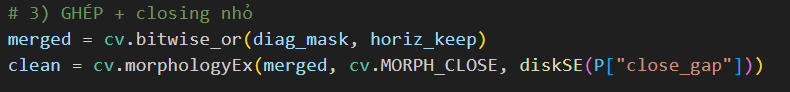 # 3) GHÉP + closing nhỏ
merged = cv.bitwise_or(diag_mask, horiz_keep)
clean = cv.morphologyEx(merged, cv.MORPH_CLOSE, diskSE(P["close_gap"]))